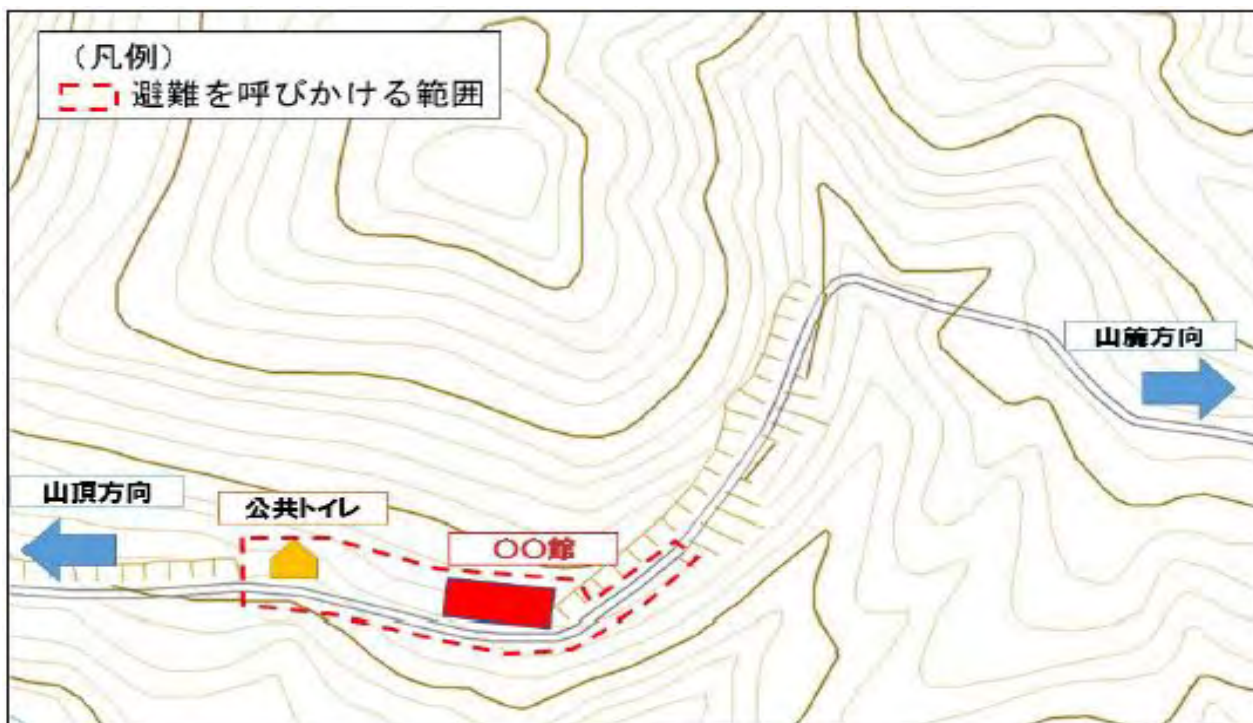 （凡例）
避難を呼びかける範囲
山麓方向
山頂方向
公共トイレ
〇〇館